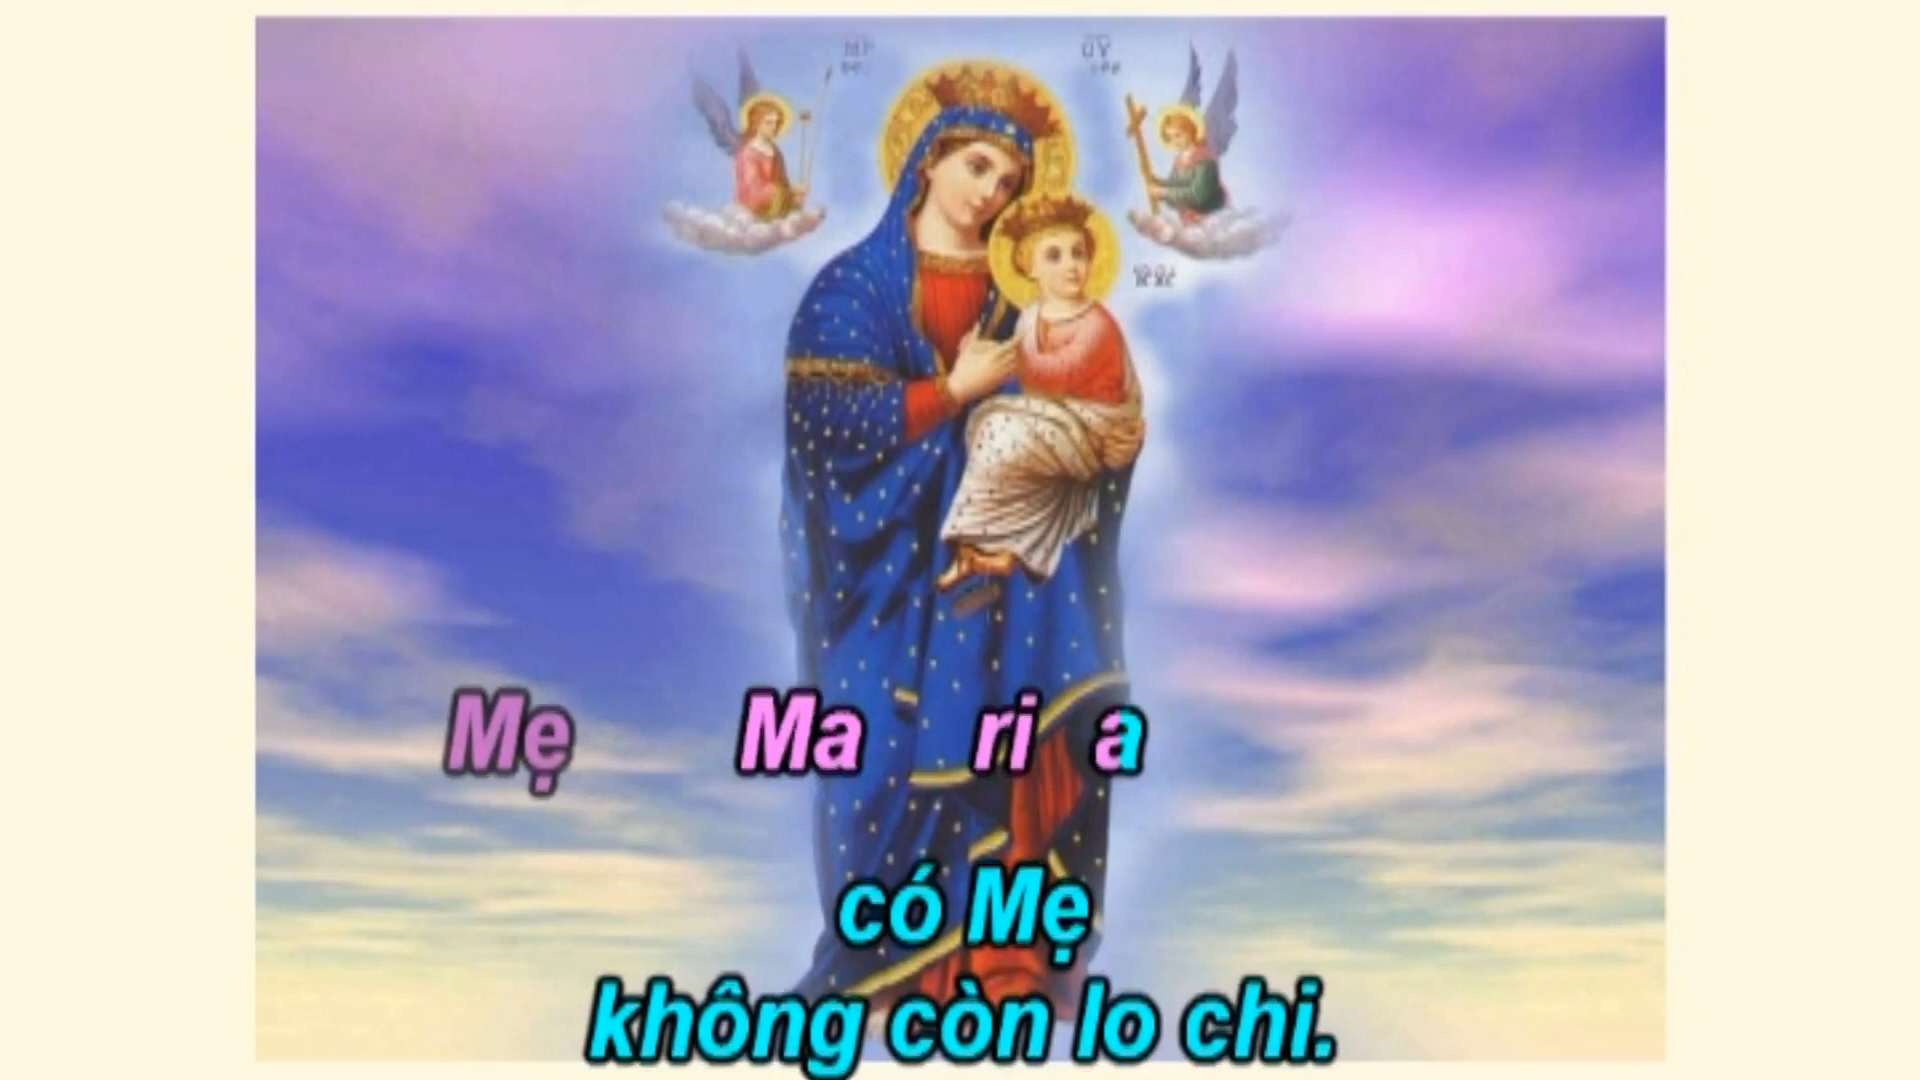 Mẹ Ma ri a
có Mẹ
không còn lo chi.